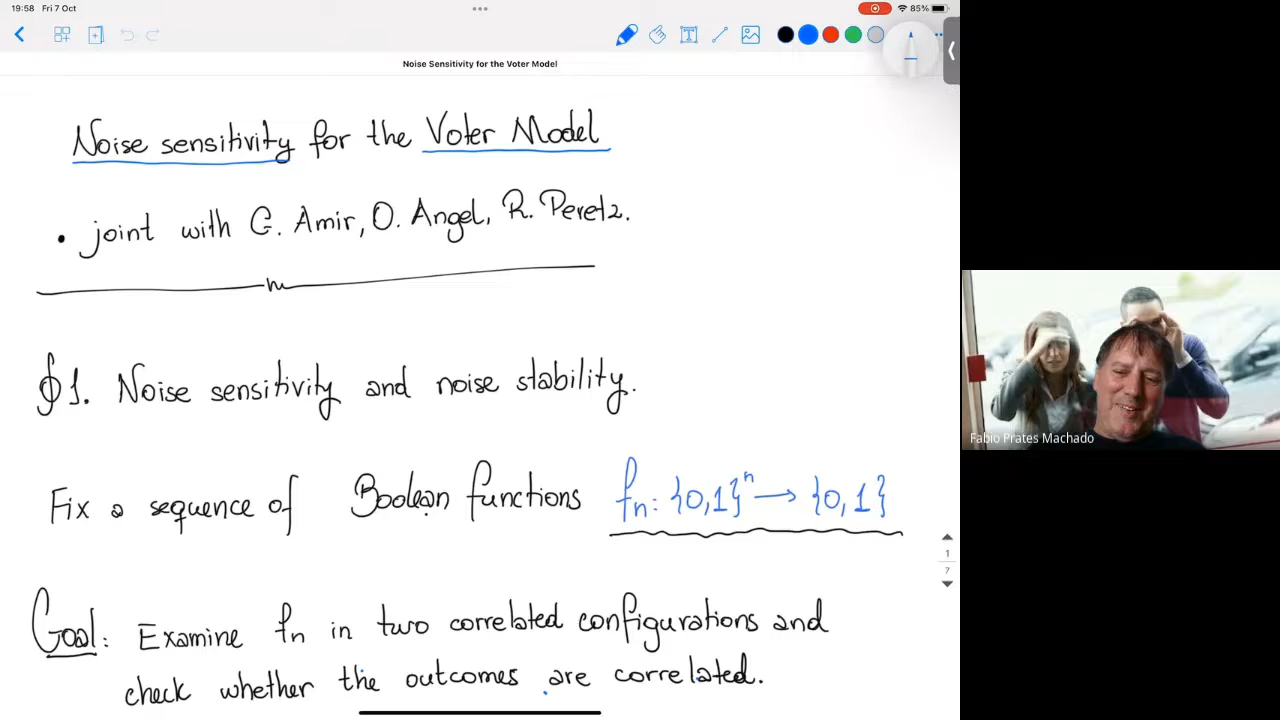 19:58 Fri 7 Oct
85%
Noise Sensitivity for the Voter Model
Noise sensitivity for the Voter Model
• joint with G. Amir, O. Angel, R. Peretz.
§1. Noise sensitivity and noise stability.
Fix a sequence of Boolean functions fn: {0,1}^n → {0,1}
Goal: Examine fn in two correlated configurations and
check whether the outcomes are correlated.
1
7
Fabio Prates Machado